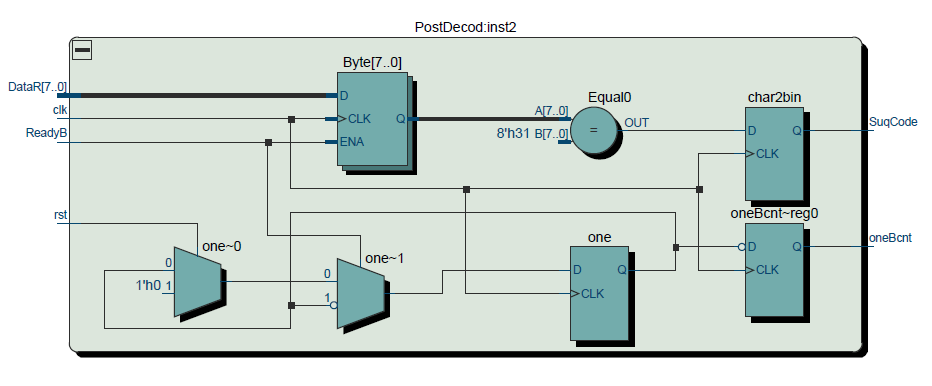 PostDecod:inst2
Byte[7..0]
DataR[7..0]
clk
ReadyB
rst
D
CLK
ENA
Q
Equal0
A[7..0]
8'h31 B[7..0]
=
OUT
char2bin
D
CLK
Q
SuqCode
oneBcnt~reg0
D
CLK
Q
oneBcnt
one~0
0
1'h0 1
one~1
0
1
one
D
CLK
Q